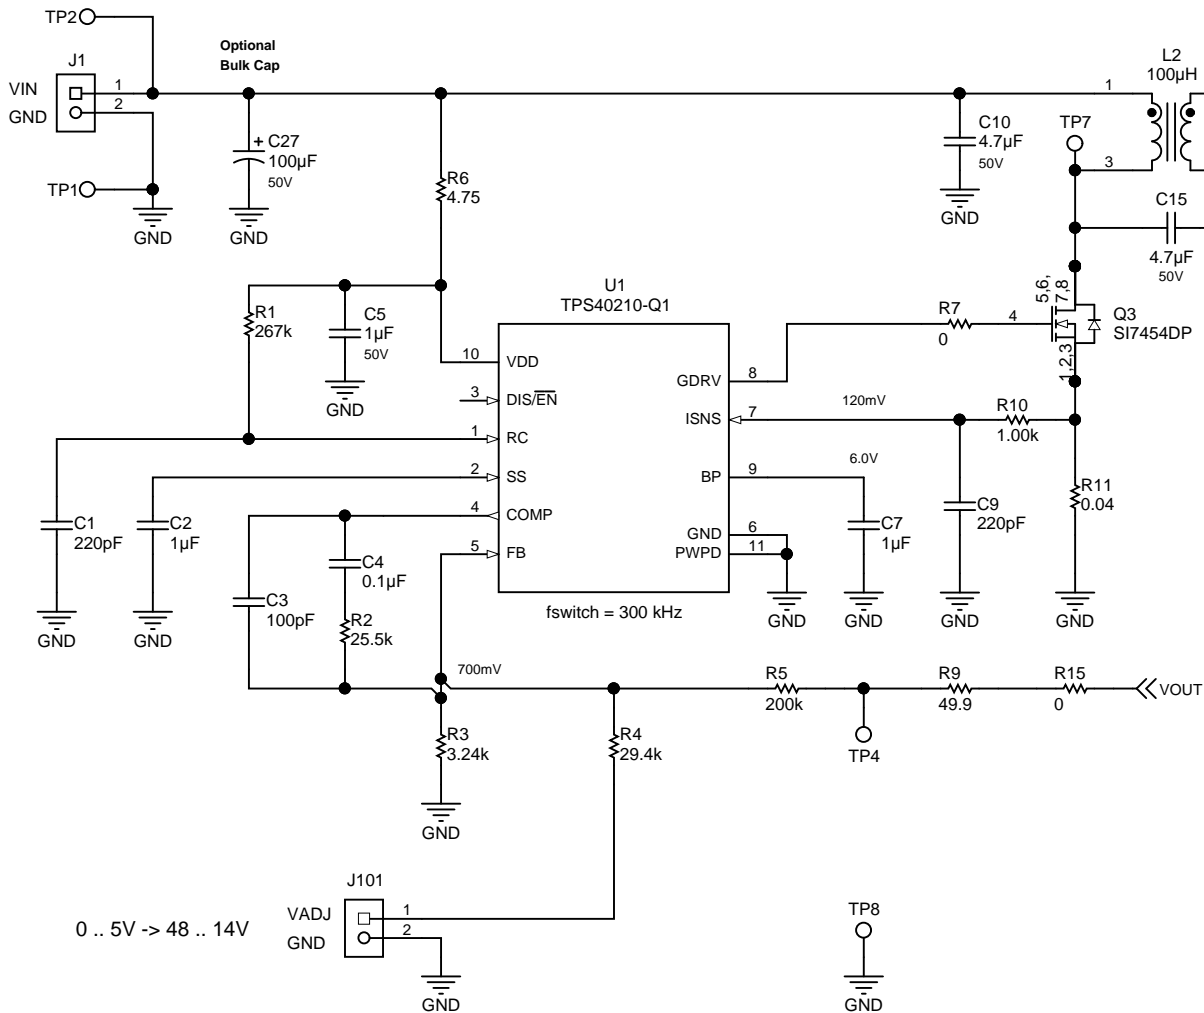 TP2
J1
VIN
GND
1
2
TP1
GND
Optional
Bulk Cap
+
C27
100µF
50V
GND
R6
4.75
C10
4.7µF
50V
GND
L2
100µH
1
3
TP7
C15
4.7µF
50V
R1
267k
C5
1µF
50V
GND
U1
TPS40210-Q1
10 VDD
3 DIS/EN
1 RC
2 SS
4 COMP
5 FB
GDRV 8
ISNS 7
BP 9
GND 6
PWPD 11
fswitch = 300 kHz
R7
0
4
5,6,
7,8
1,2,3
Q3
SI7454DP
120mV
R10
1.00k
6.0V
C7
1µF
GND
GND
C9
220pF
GND
R11
0.04
GND
C1
220pF
GND
C2
1µF
GND
C4
0.1µF
C3
100pF
R2
25.5k
700mV
R3
3.24k
GND
R4
29.4k
R5
200k
TP4
R9
49.9
R15
0
VOUT
J101
VADJ
GND
1
2
GND
0 .. 5V -> 48 .. 14V
TP8
GND